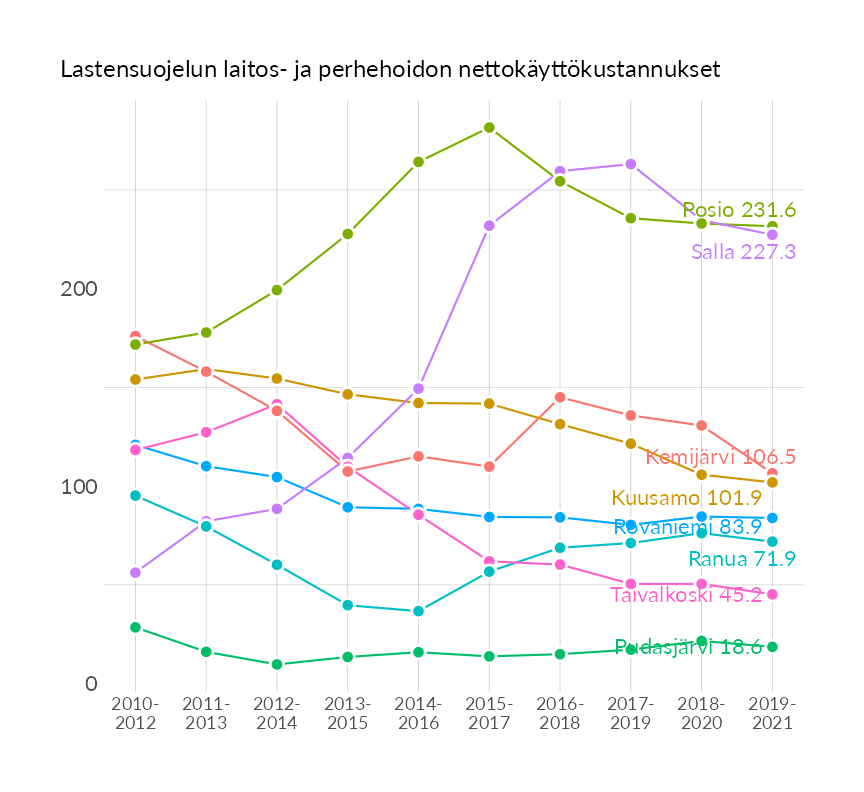 Lastensuojelun laitos- ja perhehoidon nettokäyttökustannukset
Posio 231.6
Salla 227.3
200
Kemijärvi 106.5
100
Kuusamo 101.9
Rovaniemi 83.9
Ranua 71.9
Taivalkoski 45.2
Pudasjärvi 18.6
0
2010- 2011- 2012- 2013- 2014- 2015- 2016- 2017- 2018- 2019-
2012 2013 2014 2015 2016 2017 2018 2019 2020 2021